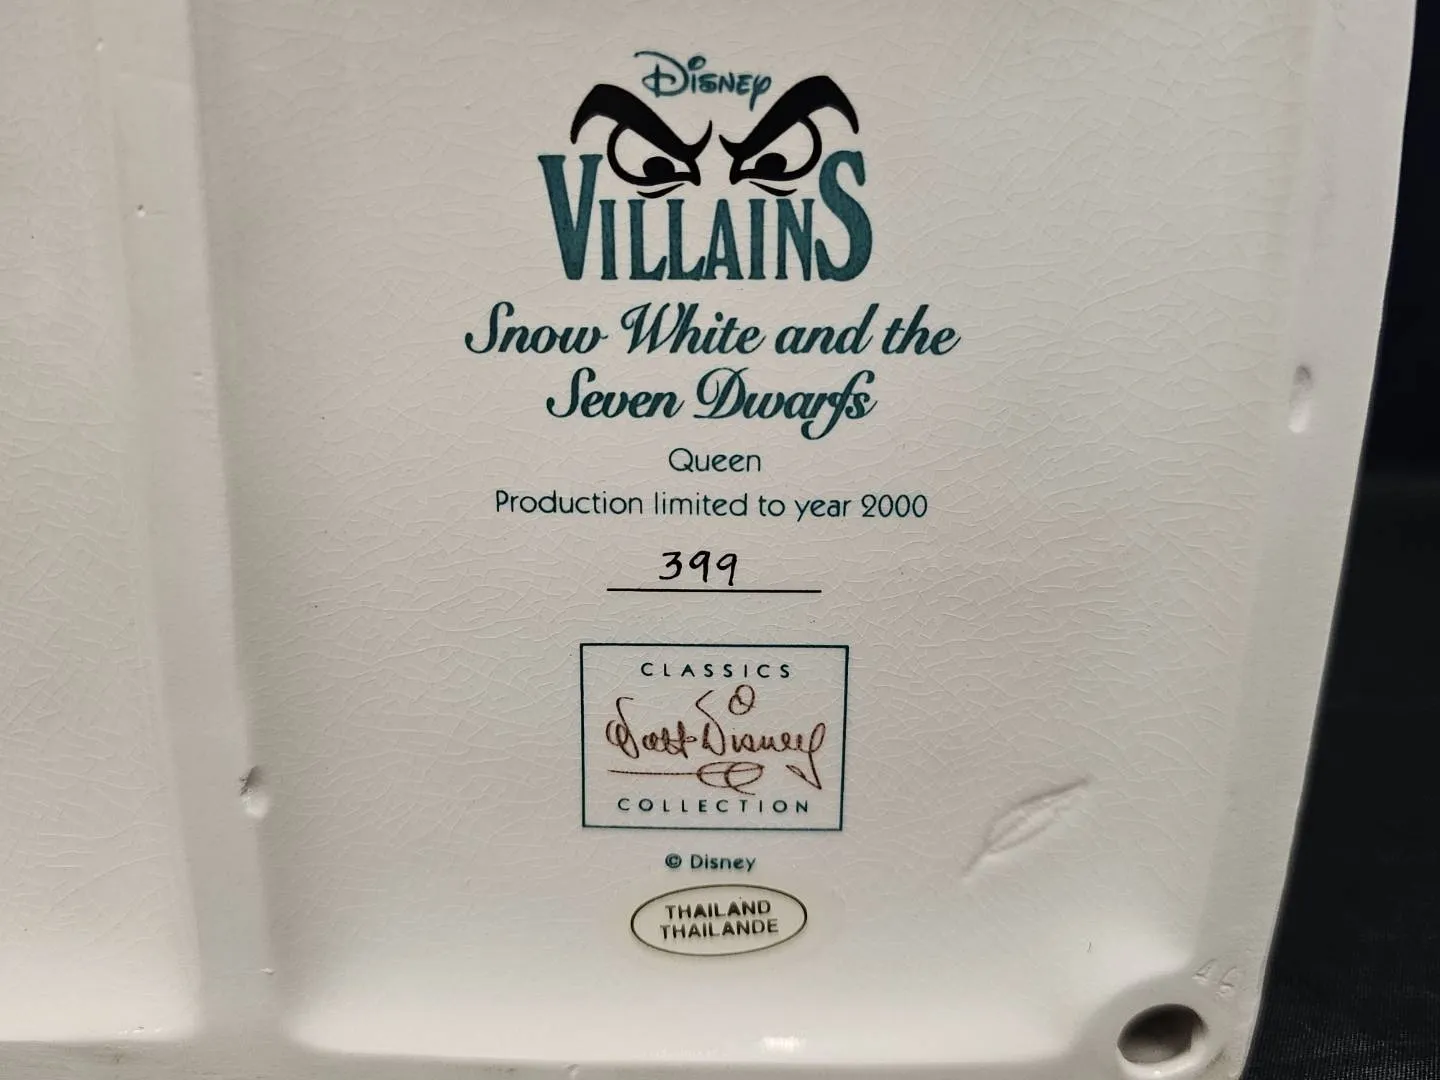 Disney
VILLAINS
Snow White and the
Seven Dwarfs
Queen
Production limited to year 2000
399
CLASSICS
Walt Disney
COLLECTION
© Disney
THAILAND
THAILANDE